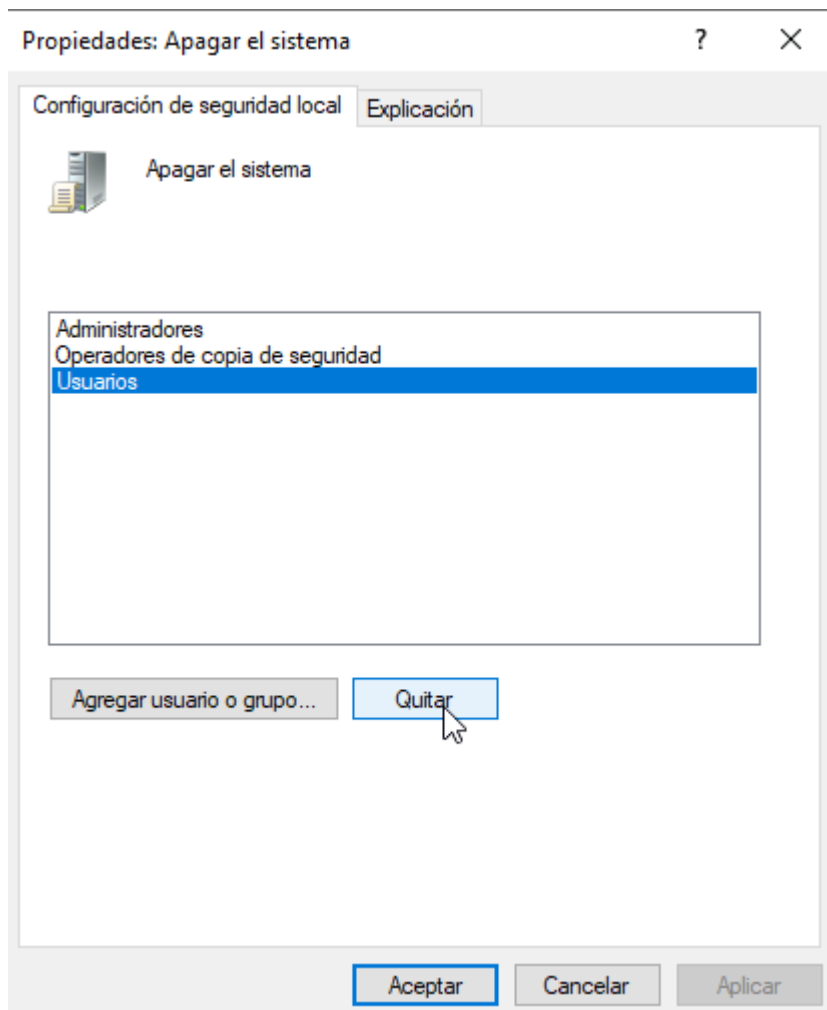 Propiedades: Apagar el sistema
?
Configuración de seguridad local
Explicación
Apagar el sistema
Administradores
Operadores de copia de seguridad
Usuarios
Agregar usuario o grupo...
Quitar
Aceptar
Cancelar
Aplicar